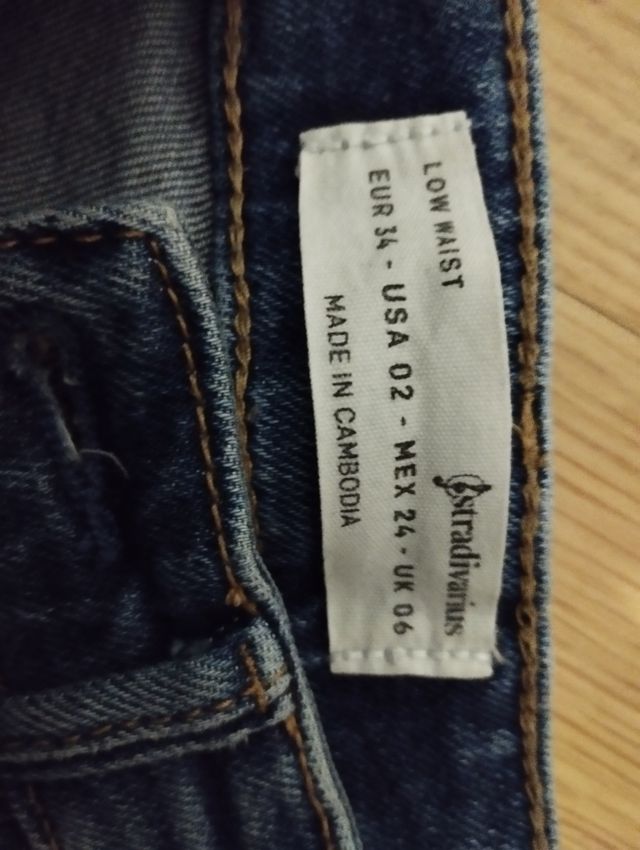 LOW WAIST stradivarius
EUR 34 - USA 02 - MEX 24 - UK 06
MADE IN CAMBODIA